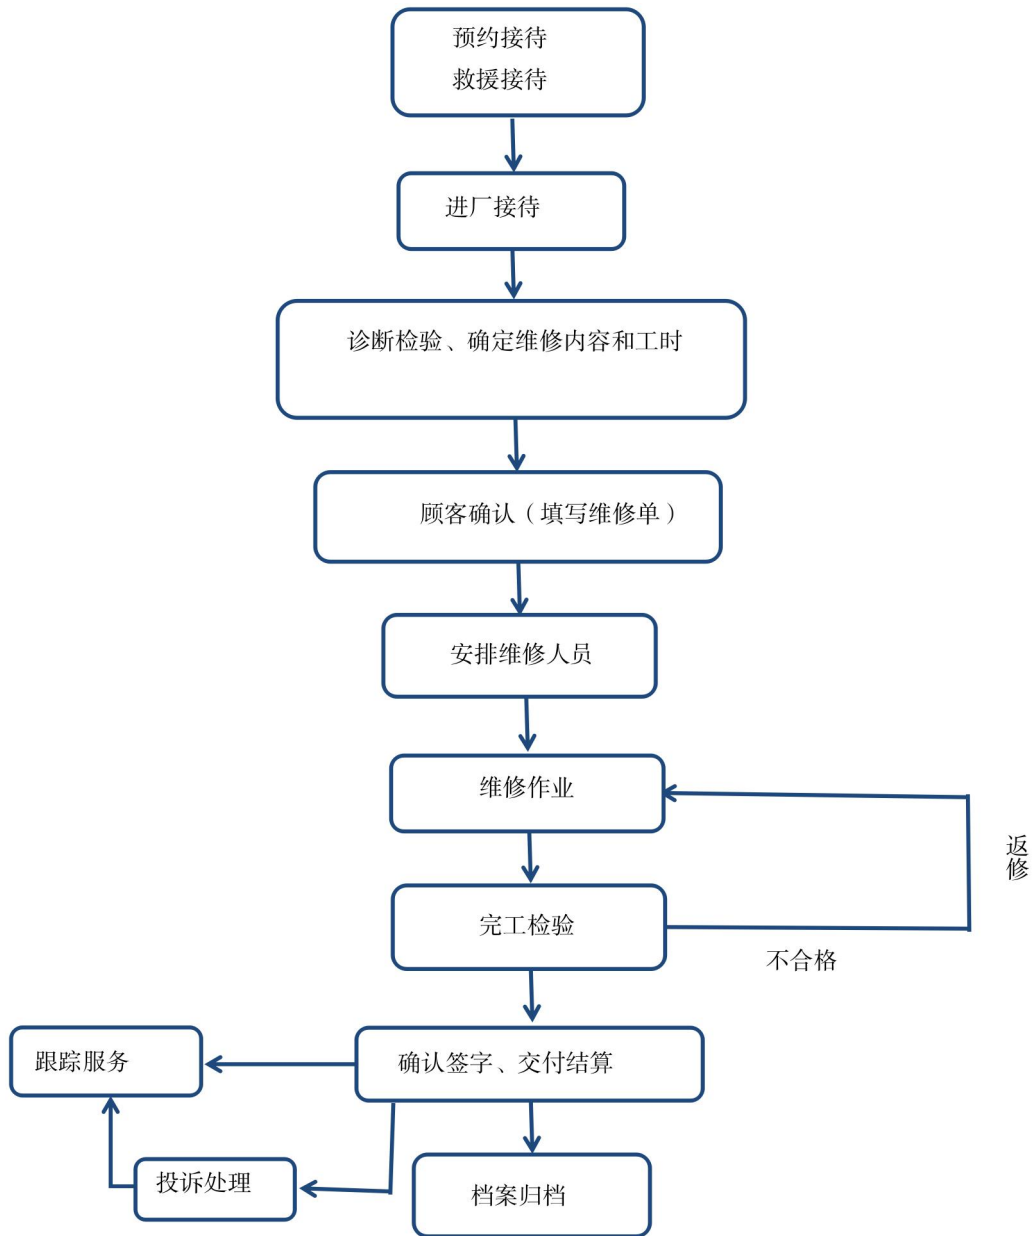 预约接待
救援接待
进厂接待
诊断检验、确定维修内容和工时
顾客确认（填写维修单）
安排维修人员
维修作业
返修
完工检验
不合格
确认签字、交付结算
跟踪服务
投诉处理
档案归档